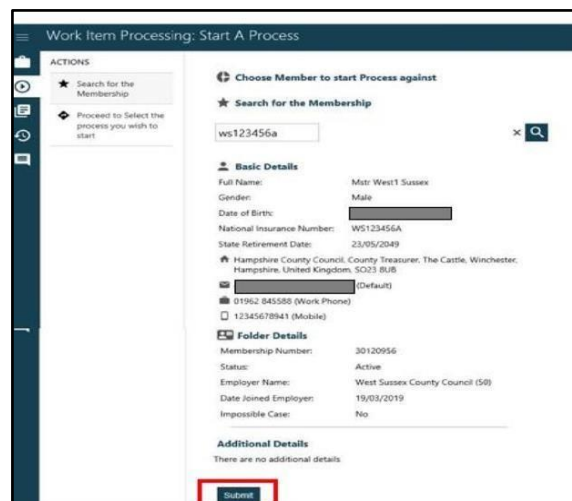 Work Item Processing: Start A Process
ACTIONS
Search for the
Membership
Proceed to Select the
process you wish to
start
Choose Member to start Process against
Search for the Membership
ws123456a
Basic Details
Full Name: Mstr West1 Sussex
Gender: Male
Date of Birth:
National Insurance Number: WS123456A
State Retirement Date: 23/05/2049
Hampshire County Council, County Treasurer, The Castle, Winchester,
Hampshire, United Kingdom, SO23 8UB
(Default)
01962 845588 (Work Phone)
12345678941 (Mobile)
Folder Details
Membership Number: 30120956
Status: Active
Employer Name: West Sussex County Council (50)
Date Joined Employer: 19/03/2019
Impossible Case: No
Additional Details
There are no additional details
Submit